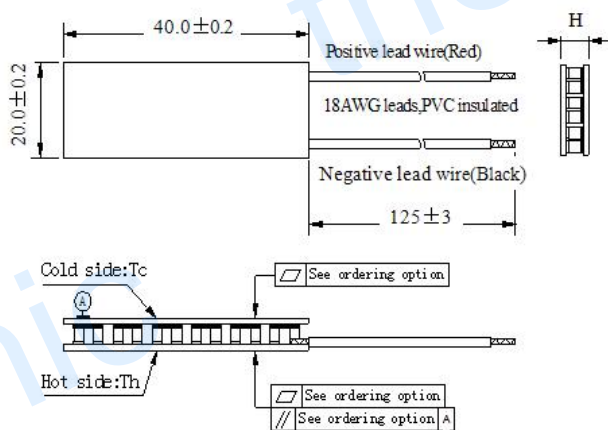 40.0±0.2
H
20.0±0.2
Positive lead wire(Red)
18AWG leads,PVC insulated
Negative lead wire(Black)
125±3
Cold side:Tc
See ordering option
A
Hot side:Th
See ordering option
// See ordering option A